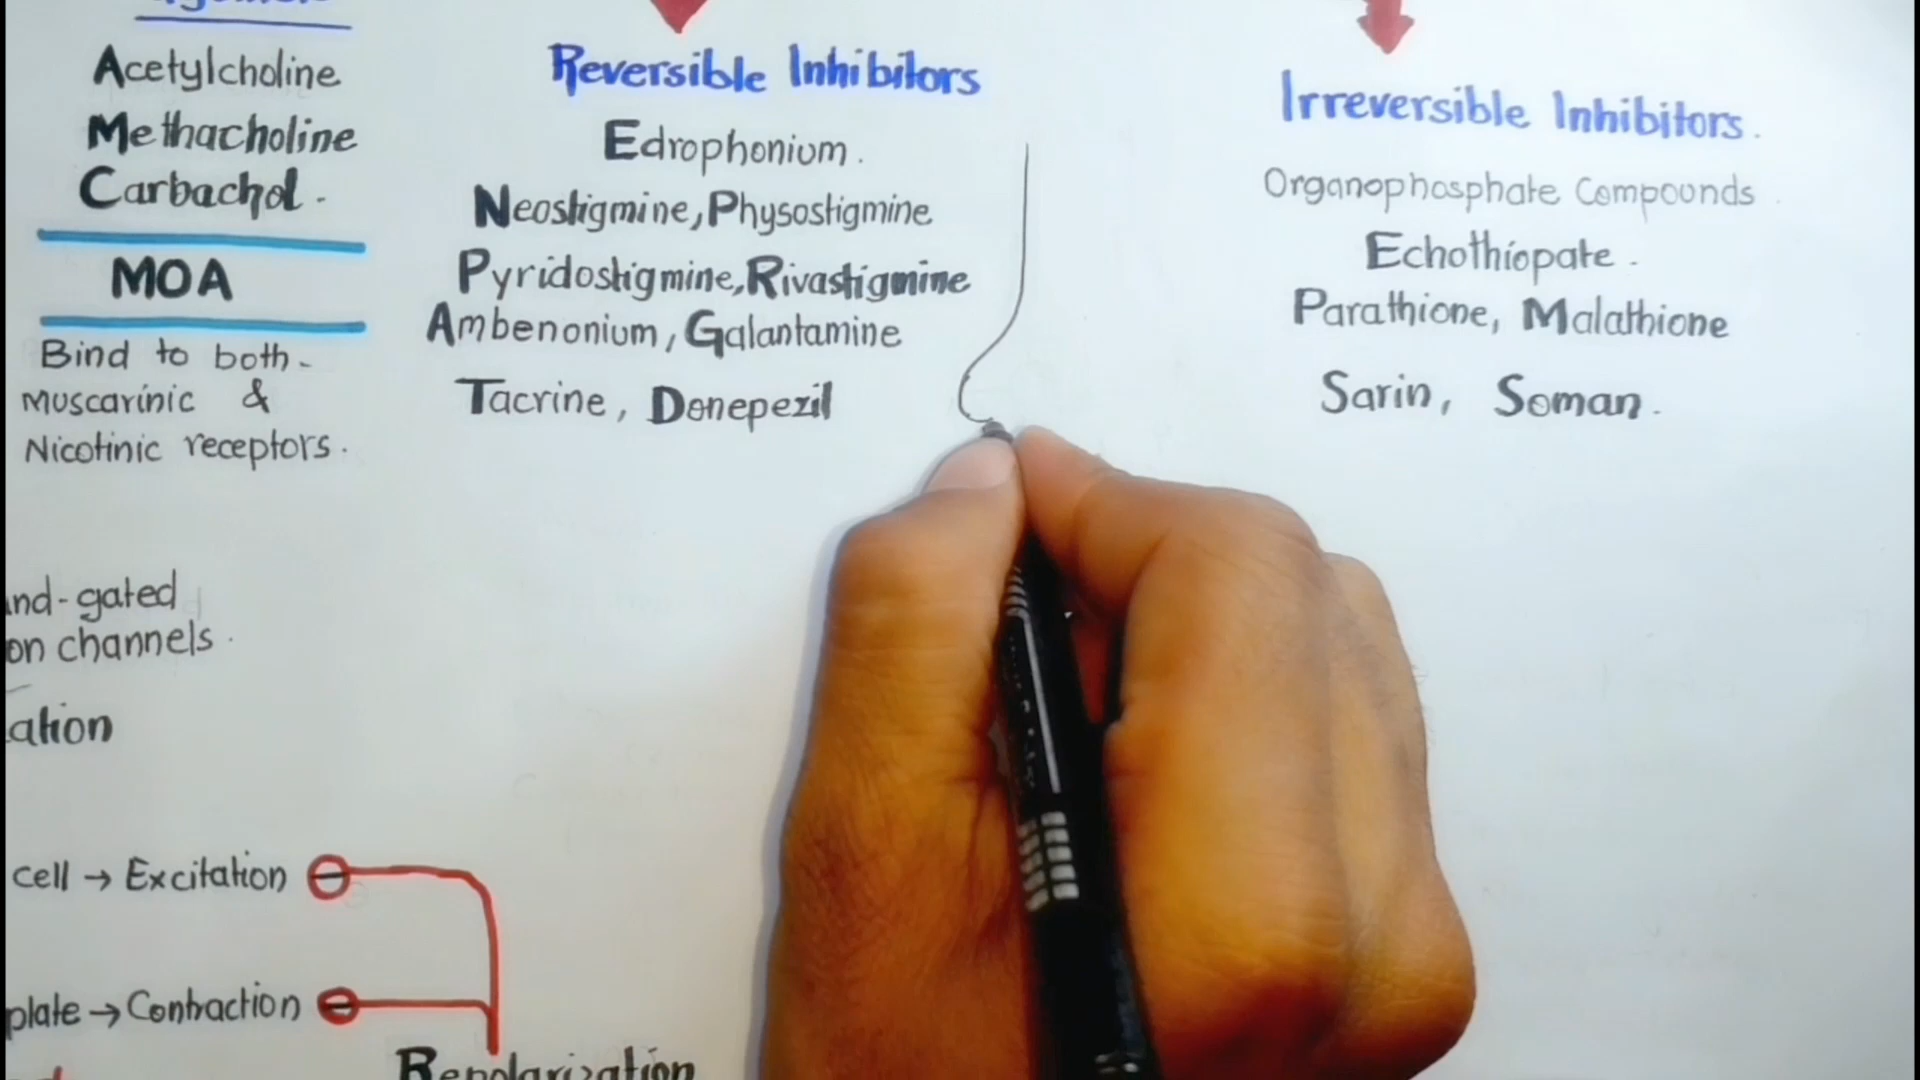 Acetylcholine
Methacholine
Carbachol.
MOA
Bind to both-
muscarinic &
Nicotinic receptors.
nd-gated
on channels.
ation
cell → Excitation
plate → Contraction
Repolarization
Reversible Inhibitors
Edrophonium.
Neostigmine, Physostigmine
Pyridostigmine, Rivastigmine
Ambenonium, Galantamine
Tacrine, Donepezil
Irreversible Inhibitors.
Organophosphate Compounds.
Echothiopate.
Parathione, Malathione
Sarin, Soman.